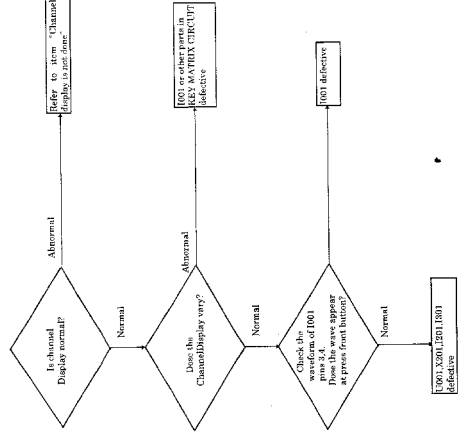 Is channel
Display normal?
Abnormal
Refer to item "Channel
display is not done"
Normal
Dose the
ChannelDisplay vary?
Abnormal
I001 or other parts in
KEY MATRIX CIRCUIT
defective
Normal
Check the
waveform of I001
pins 3,4.
Dose the wave appear
at press front button?
I001 defective
Normal
U001,X201,I201,I301
defective